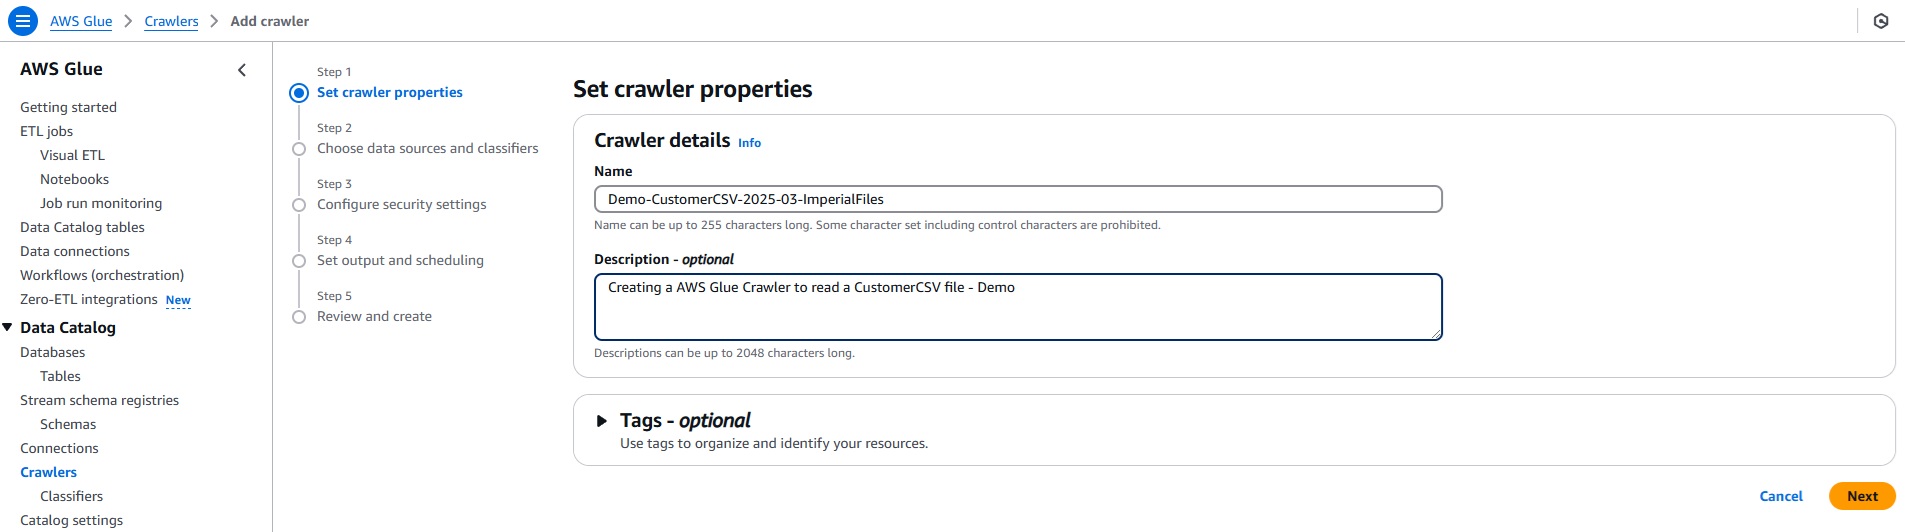 AWS Glue > Crawlers > Add crawler
AWS Glue
Getting started
ETL jobs
Visual ETL
Notebooks
Job run monitoring
Data Catalog tables
Data connections
Workflows (orchestration)
Zero-ETL integrations New
Data Catalog
Databases
Tables
Stream schema registries
Schemas
Connections
Crawlers
Classifiers
Catalog settings
Step 1
Set crawler properties
Step 2
Choose data sources and classifiers
Step 3
Configure security settings
Step 4
Set output and scheduling
Step 5
Review and create
Set crawler properties
Crawler details Info
Name
Demo-CustomerCSV-2025-03-ImperialFiles
Name can be up to 255 characters long. Some character set including control characters are prohibited.
Description - optional
Creating a AWS Glue Crawler to read a CustomerCSV file - Demo
Descriptions can be up to 2048 characters long.
Tags - optional
Use tags to organize and identify your resources.
Cancel Next